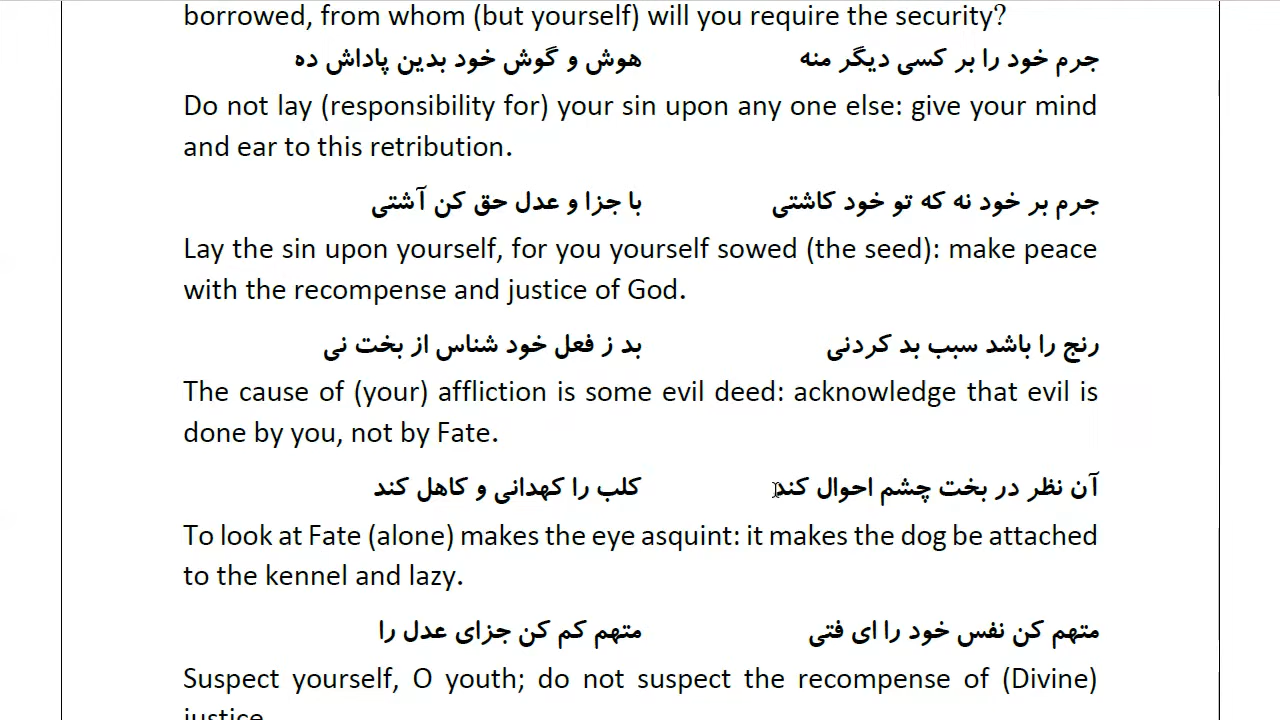 borrowed, from whom (but yourself) will you require the security?
جرم خود را بر کسی دیگر منه هوش و گوش خود بدین پاداش ده
Do not lay (responsibility for) your sin upon any one else: give your mind
and ear to this retribution.
جرم بر خود نه که تو خود کاشتی با جزا و عدل حق کن آشتی
Lay the sin upon yourself, for you yourself sowed (the seed): make peace
with the recompense and justice of God.
رنج را باشد سبب بد کردنی بد ز فعل خود شناس از بخت نی
The cause of (your) affliction is some evil deed: acknowledge that evil is
done by you, not by Fate.
آن نظر در بخت چشم احوال کند کلب را کهدانی و کاهل کند
To look at Fate (alone) makes the eye asquint: it makes the dog be attached
to the kennel and lazy.
متهم کن نفس خود را ای فتی متهم کم کن جزای عدل را
Suspect yourself, O youth; do not suspect the recompense of (Divine)
justice